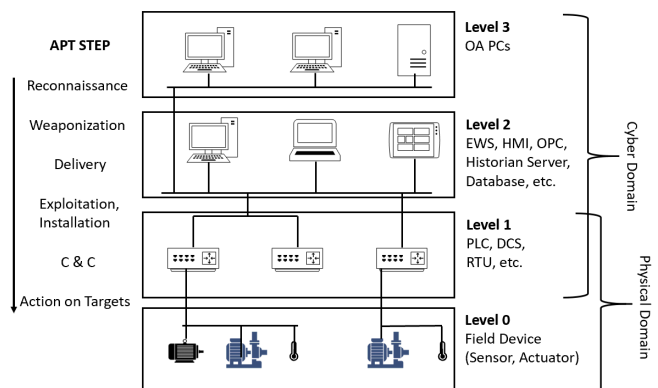 APT STEP
Reconnaissance
Weaponization
Delivery
Exploitation,
Installation
C & C
Action on Targets
Level 3
OA PCs
Level 2
EWS, HMI, OPC,
Historian Server,
Database, etc.
Level 1
PLC, DCS,
RTU, etc.
Level 0
Field Device
(Sensor, Actuator)
Cyber Domain
Physical Domain